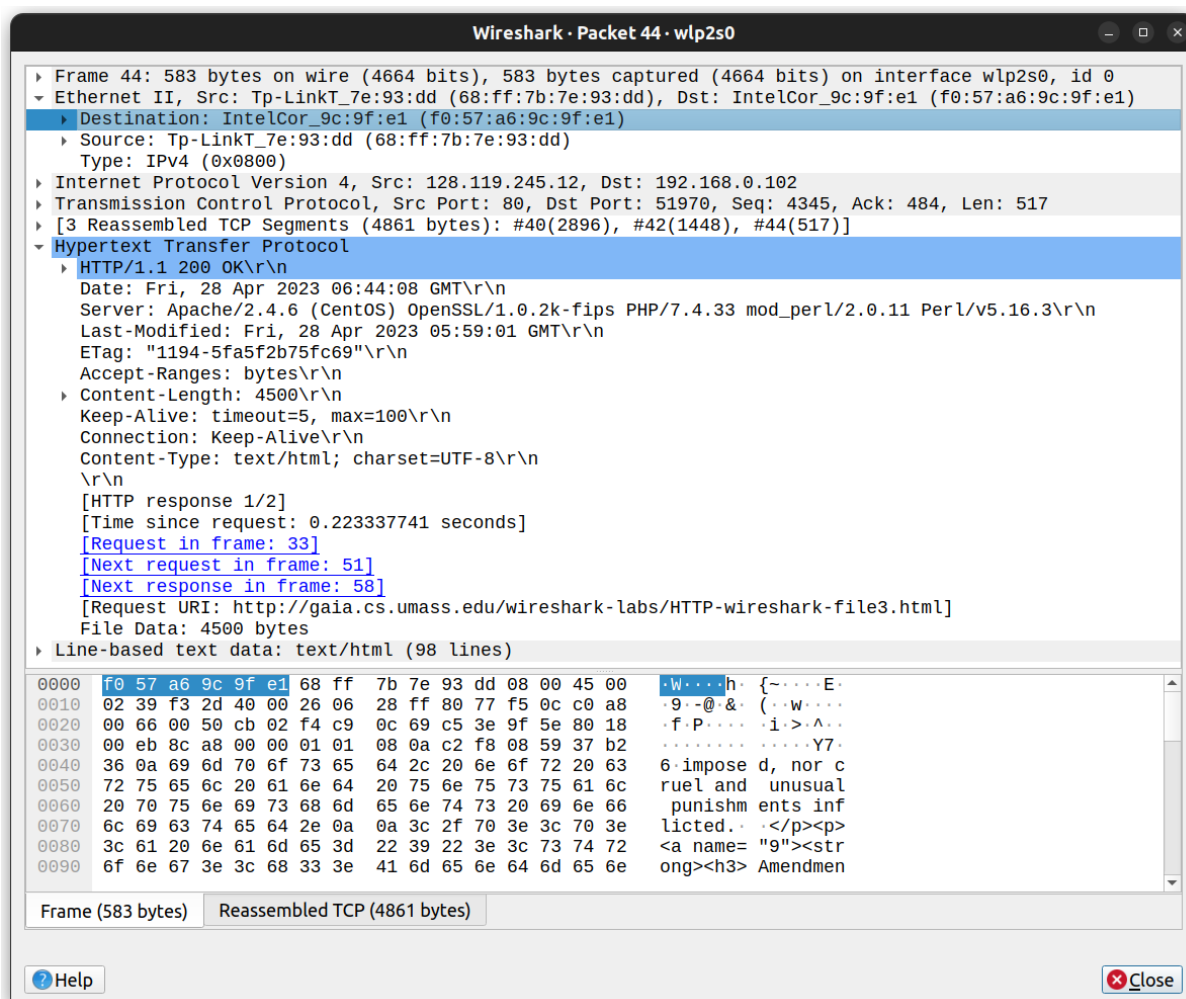 Wireshark · Packet 44 · wlp2s0
Frame 44: 583 bytes on wire (4664 bits), 583 bytes captured (4664 bits) on interface wlp2s0, id 0
Ethernet II, Src: Tp-LinkT_7e:93:dd (68:ff:7b:7e:93:dd), Dst: IntelCor_9c:9f:e1 (f0:57:a6:9c:9f:e1)
Destination: IntelCor_9c:9f:e1 (f0:57:a6:9c:9f:e1)
Source: Tp-LinkT_7e:93:dd (68:ff:7b:7e:93:dd)
Type: IPv4 (0x0800)
Internet Protocol Version 4, Src: 128.119.245.12, Dst: 192.168.0.102
Transmission Control Protocol, Src Port: 80, Dst Port: 51970, Seq: 4345, Ack: 484, Len: 517
[3 Reassembled TCP Segments (4861 bytes): #40(2896), #42(1448), #44(517)]
Hypertext Transfer Protocol
HTTP/1.1 200 OK\r\n
Date: Fri, 28 Apr 2023 06:44:08 GMT\r\n
Server: Apache/2.4.6 (CentOS) OpenSSL/1.0.2k-fips PHP/7.4.33 mod_perl/2.0.11 Perl/v5.16.3\r\n
Last-Modified: Fri, 28 Apr 2023 05:59:01 GMT\r\n
ETag: "1194-5fa5f2b75fc69"\r\n
Accept-Ranges: bytes\r\n
Content-Length: 4500\r\n
Keep-Alive: timeout=5, max=100\r\n
Connection: Keep-Alive\r\n
Content-Type: text/html; charset=UTF-8\r\n
\r\n
[HTTP response 1/2]
[Time since request: 0.223337741 seconds]
[Request in frame: 33]
[Next request in frame: 51]
[Next response in frame: 58]
[Request URI: http://gaia.cs.umass.edu/wireshark-labs/HTTP-wireshark-file3.html]
File Data: 4500 bytes
Line-based text data: text/html (98 lines)
0000 f0 57 a6 9c 9f e1 68 ff 7b 7e 93 dd 08 00 45 00 ·W····h· {~····E·
0010 02 39 f3 2d 40 00 26 06 28 ff 80 77 f5 0c c0 a8 ·9·-@·&· (··w····
0020 00 66 00 50 cb 02 f4 c9 0c 69 c5 3e 9f 5e 80 18 ·f·P···· ·i·>·^··
0030 00 eb 8c a8 00 00 01 01 08 0a c2 f8 08 59 37 b2 ········ ·····Y7·
0040 36 0a 69 6d 70 6f 73 65 64 2c 20 6e 6f 72 20 63 6·impose d, nor c
0050 72 75 65 6c 20 61 6e 64 20 75 6e 75 73 75 61 6c ruel and  unusual
0060 20 70 75 6e 69 73 68 6d 65 6e 74 73 20 69 6e 66  punishm ents inf
0070 6c 69 63 74 65 64 2e 0a 0a 3c 2f 70 3e 3c 70 3e licted.· ·</p><p>
0080 3c 61 20 6e 61 6d 65 3d 22 39 22 3e 3c 73 74 72 <a name= "9"><str
0090 6f 6e 67 3e 3c 68 33 3e 41 6d 65 6e 64 6d 65 6e ong><h3> Amendmen
Frame (583 bytes) Reassembled TCP (4861 bytes)
Help Close